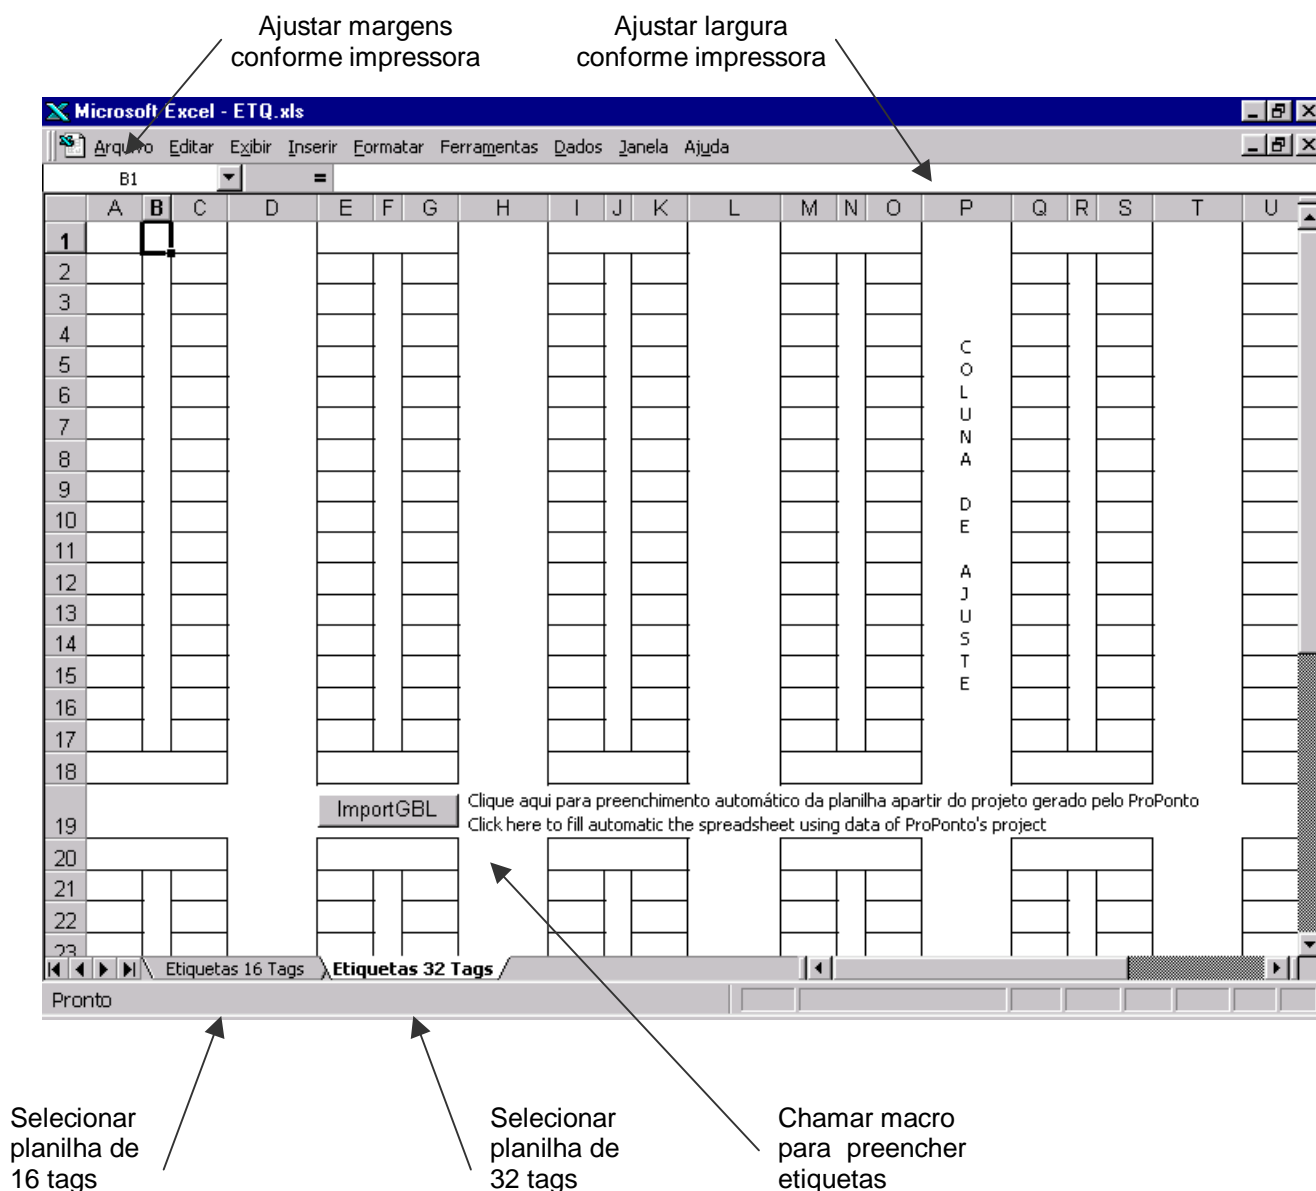 Ajustar margens
conforme impressora
Ajustar largura
conforme impressora
Microsoft Excel - ETQ.xls
Arquivo Editar Exibir Inserir Formatar Ferramentas Dados Janela Ajuda
B1 =
A B C D E F G H I J K L M N O P Q R S T U
1
2
3
4
5
6
7
8
9
10
11
12
13
14
15
16
17
18
19
20
21
22
23
COLUNA DE AJUSTE
ImportGBL
Clique aqui para preenchimento automático da planilha apartir do projeto gerado pelo ProPonto
Click here to fill automatic the spreadsheet using data of ProPonto's project
Etiquetas 16 Tags Etiquetas 32 Tags
Pronto
Selecionar
planilha de
16 tags
Selecionar
planilha de
32 tags
Chamar macro
para preencher
etiquetas